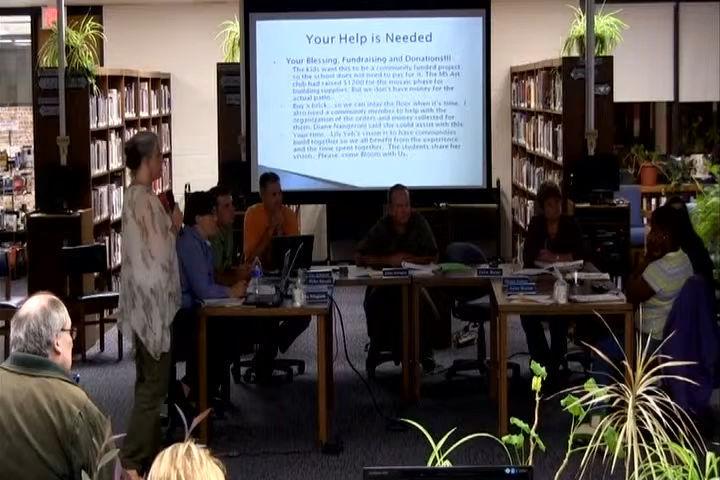 Your Help is Needed
Your Blessing, Fundraising and Donations!!!
The kids want this to be a community funded project,
so the school does not need to pay for it. The MS Art
club had raised $1200 for the mosaic phase for
building supplies. But we don't have money for the
actual patio.
Buy a brick... so we can inlay the floor when it's time. I
also need a community member to help with the
organization of the orders and money collected for
them. Diane said she could assist with this.
Your time. Lily Yeh's vision is to have communities
build together so we all benefit from the experience
and the time spent together. The students share her
vision. Please come Bloom with Us.